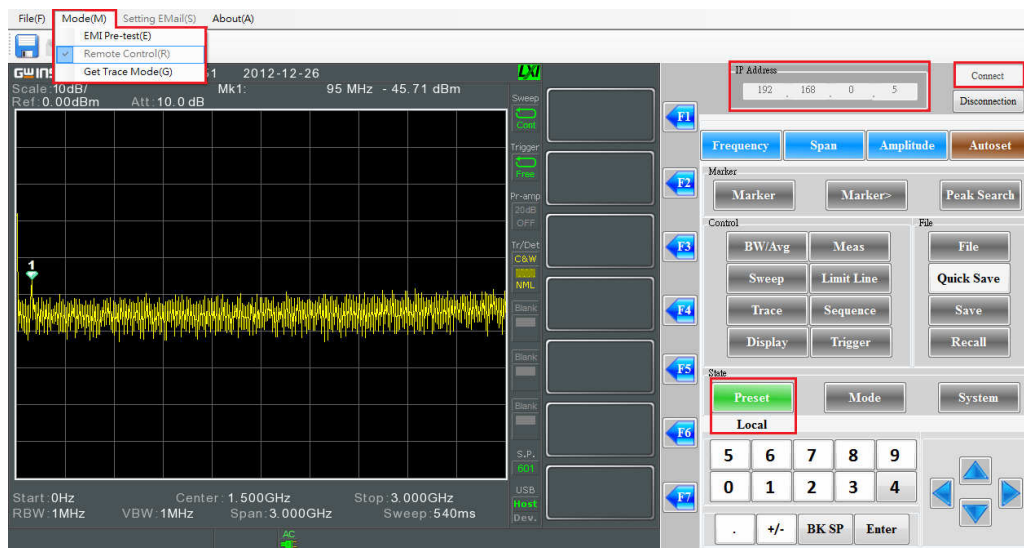 File(F) Mode(M) Setting EMail(S) About(A)
EMI Pre-test(E)
Remote Control(R)
Get Trace Mode(G)
2012-12-26
LXI
Scale:10dB/ Mk1: 95 MHz - 45.71 dBm
Ref:0.00dBm Att:10.0 dB
1
Sweep
Cont
Trigger
Free
Pr-amp
20dB
OFF
Tr/Det
C&W
NML
Blank
Blank
Blank
S.P.
601
USB
Host
Dev.
Start:0Hz Center:1.500GHz Stop:3.000GHz
RBW:1MHz VBW:1MHz Span:3.000GHz Sweep:540ms
AC
F1
F2
F3
F4
F5
F6
F7
IP Address
192 . 168 . 0 . 5
Connect
Disconnection
Frequency Span Amplitude Autoset
Marker
Marker Marker> Peak Search
Control File
BW/Avg Meas File
Sweep Limit Line Quick Save
Trace Sequence Save
Display Trigger Recall
State
Preset Mode System
Local
5 6 7 8 9
0 1 2 3 4
. +/- BK SP Enter